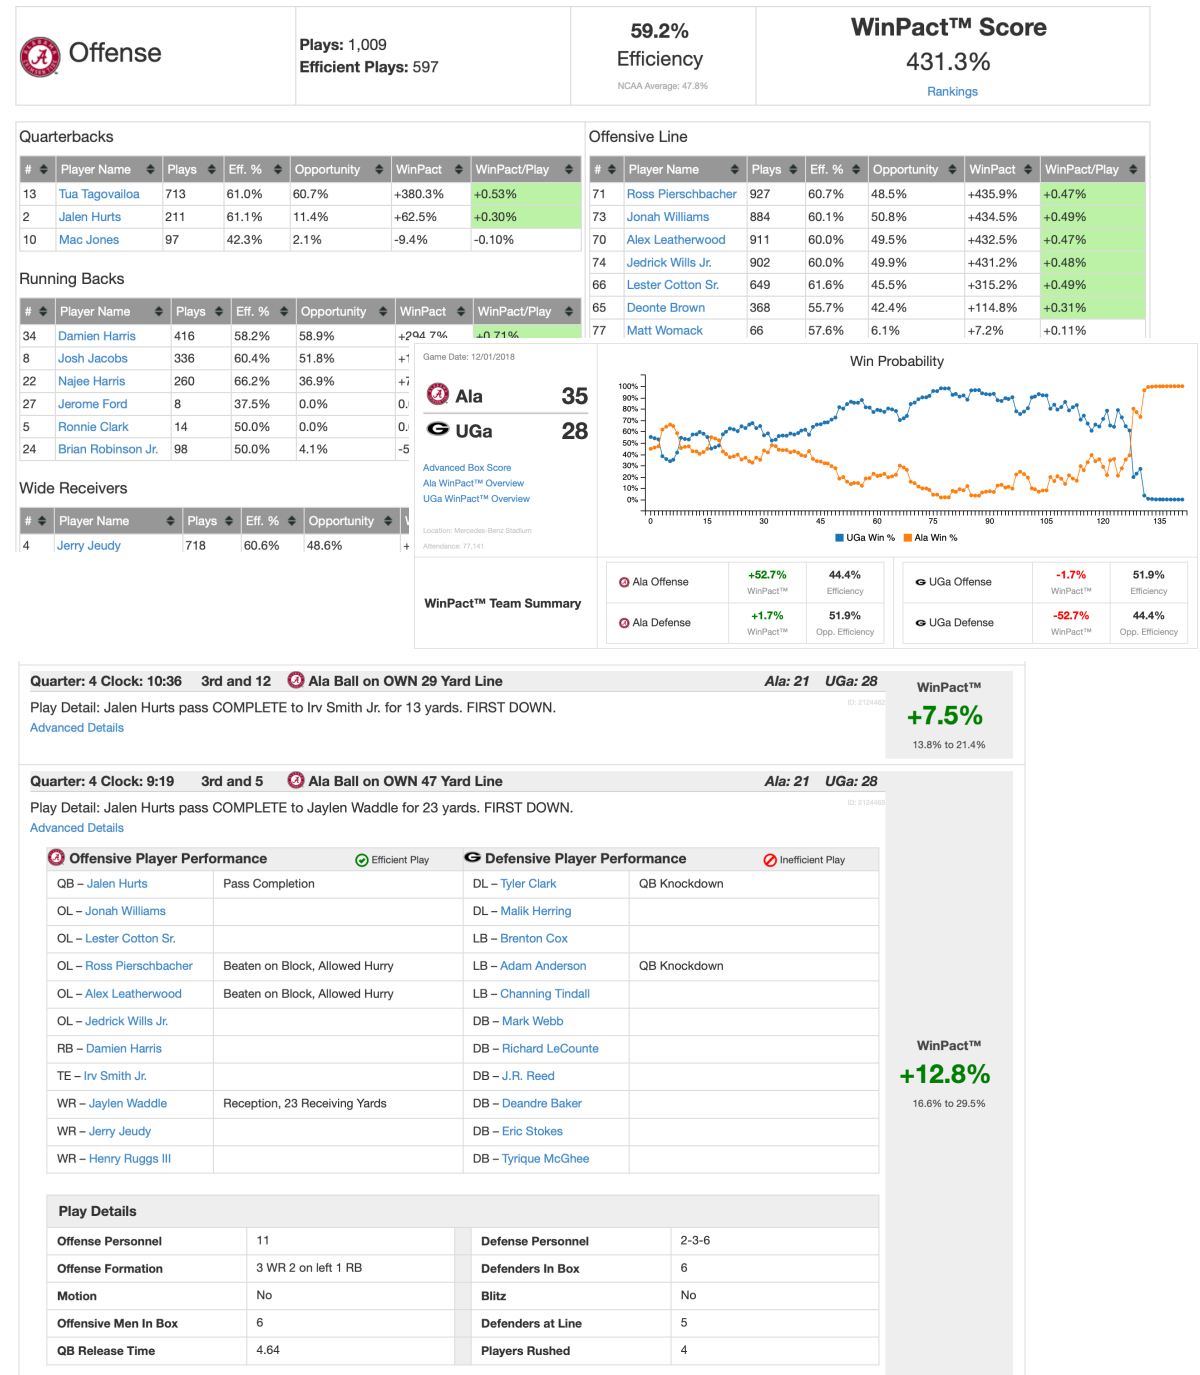 Offense
Plays: 1,009
Efficient Plays: 597
59.2%
Efficiency
NCAA Average: 47.8%
WinPact™ Score
431.3%
Rankings
Quarterbacks
# Player Name Plays Eff. % Opportunity WinPact WinPact/Play
13 Tua Tagovailoa 713 61.0% 60.7% +380.3% +0.53%
2 Jalen Hurts 211 61.1% 11.4% +62.5% +0.30%
10 Mac Jones 97 42.3% 2.1% -9.4% -0.10%
Running Backs
# Player Name Plays Eff. % Opportunity WinPact WinPact/Play
34 Damien Harris 416 58.2% 58.9% +294.7% +0.71%
8 Josh Jacobs 336 60.4% 51.8% +1
22 Najee Harris 260 66.2% 36.9% +7
27 Jerome Ford 8 37.5% 0.0% 0.
5 Ronnie Clark 14 50.0% 0.0% 0.
24 Brian Robinson Jr. 98 50.0% 4.1% -5
Wide Receivers
# Player Name Plays Eff. % Opportunity
4 Jerry Jeudy 718 60.6% 48.6% +
Offensive Line
# Player Name Plays Eff. % Opportunity WinPact WinPact/Play
71 Ross Pierschbacher 927 60.7% 48.5% +435.9% +0.47%
73 Jonah Williams 884 60.1% 50.8% +434.5% +0.49%
70 Alex Leatherwood 911 60.0% 49.5% +432.5% +0.47%
74 Jedrick Wills Jr. 902 60.0% 49.9% +431.2% +0.48%
66 Lester Cotton Sr. 649 61.6% 45.5% +315.2% +0.49%
65 Deonte Brown 368 55.7% 42.4% +114.8% +0.31%
77 Matt Womack 66 57.6% 6.1% +7.2% +0.11%
Game Date: 12/01/2018
Ala 35
UGa 28
Advanced Box Score
Ala WinPact™ Overview
UGa WinPact™ Overview
Location: Mercedes-Benz Stadium
Attendance: 77,141
Win Probability
100%
90%
80%
70%
60%
50%
40%
30%
20%
10%
0%
0 15 30 45 60 75 90 105 120 135
UGa Win % Ala Win %
WinPact™ Team Summary
Ala Offense +52.7% WinPact™ 44.4% Efficiency
Ala Defense +1.7% WinPact™ 51.9% Opp. Efficiency
UGa Offense -1.7% WinPact™ 51.9% Efficiency
UGa Defense -52.7% WinPact™ 44.4% Opp. Efficiency
Quarter: 4 Clock: 10:36 3rd and 12 Ala Ball on OWN 29 Yard Line Ala: 21 UGa: 28
Play Detail: Jalen Hurts pass COMPLETE to Irv Smith Jr. for 13 yards. FIRST DOWN.
Advanced Details
WinPact™
+7.5%
13.8% to 21.4%
Quarter: 4 Clock: 9:19 3rd and 5 Ala Ball on OWN 47 Yard Line Ala: 21 UGa: 28
Play Detail: Jalen Hurts pass COMPLETE to Jaylen Waddle for 23 yards. FIRST DOWN.
Advanced Details
Offensive Player Performance Efficient Play G Defensive Player Performance Inefficient Play
QB – Jalen Hurts Pass Completion DL – Tyler Clark QB Knockdown
OL – Jonah Williams DL – Malik Herring
OL – Lester Cotton Sr. LB – Brenton Cox
OL – Ross Pierschbacher Beaten on Block, Allowed Hurry LB – Adam Anderson QB Knockdown
OL – Alex Leatherwood Beaten on Block, Allowed Hurry LB – Channing Tindall
OL – Jedrick Wills Jr. DB – Mark Webb
RB – Damien Harris DB – Richard LeCounte
TE – Irv Smith Jr. DB – J.R. Reed
WR – Jaylen Waddle Reception, 23 Receiving Yards DB – Deandre Baker
WR – Jerry Jeudy DB – Eric Stokes
WR – Henry Ruggs III DB – Tyrique McGhee
WinPact™
+12.8%
16.6% to 29.5%
Play Details
Offense Personnel 11 Defense Personnel 2-3-6
Offense Formation 3 WR 2 on left 1 RB Defenders In Box 6
Motion No Blitz No
Offensive Men In Box 6 Defenders at Line 5
QB Release Time 4.64 Players Rushed 4